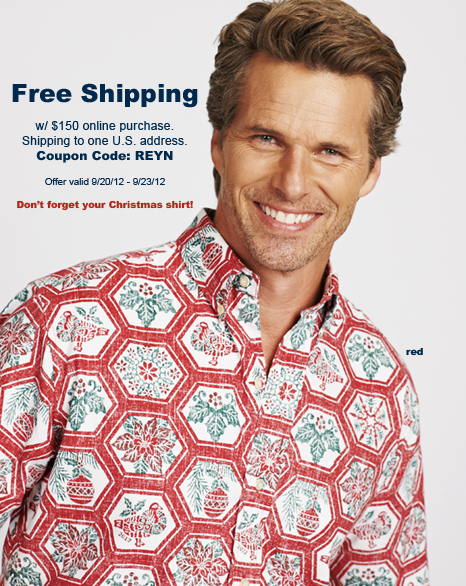 Free Shipping
w/ $150 online purchase.
Shipping to one U.S. address.
Coupon Code: REYN
Offer valid 9/20/12 - 9/23/12
Don't forget your Christmas shirt!
red